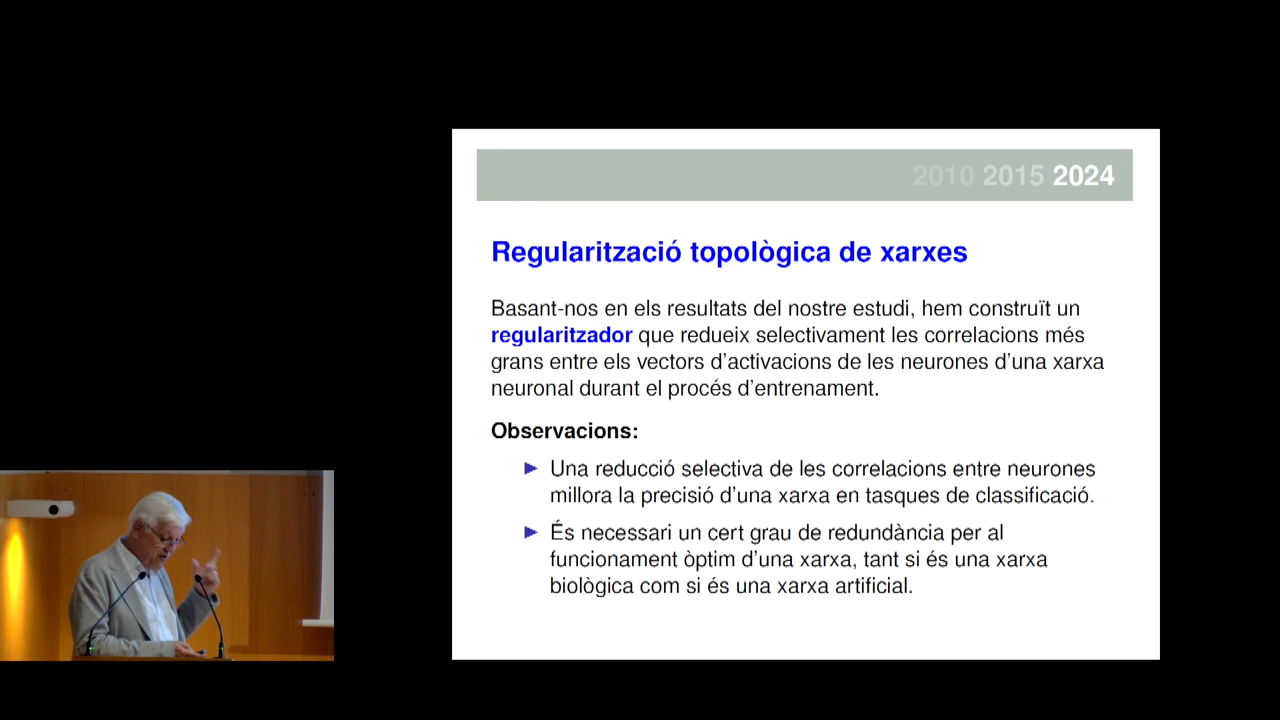 2010 2015 2024
Regularització topològica de xarxes
Basant-nos en els resultats del nostre estudi, hem construït un
regularitzador que redueix selectivament les correlacions més
grans entre els vectors d'activacions de les neurones d'una xarxa
neuronal durant el procés d'entrenament.
Observacions:
Una reducció selectiva de les correlacions entre neurones
millora la precisió d'una xarxa en tasques de classificació.
És necessari un cert grau de redundància per al
funcionament òptim d'una xarxa, tant si és una xarxa
biològica com si és una xarxa artificial.